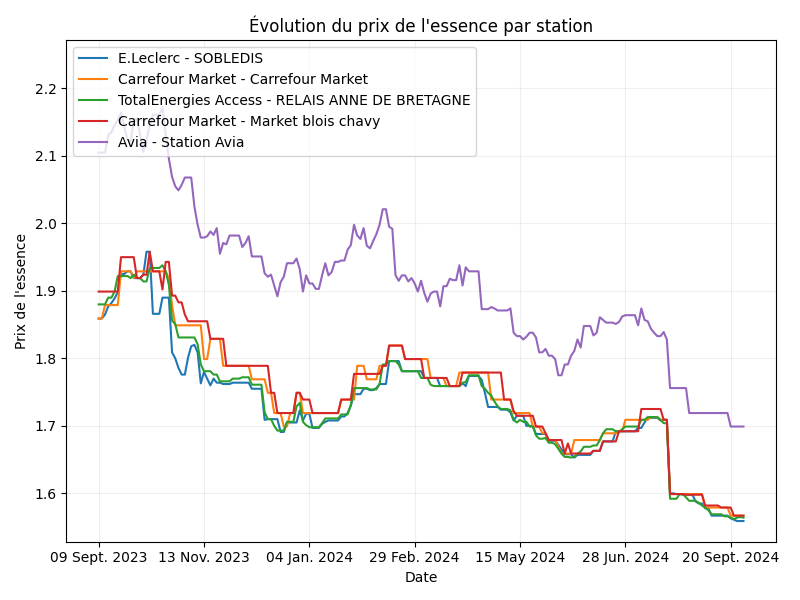 Évolution du prix de l'essence par station
E.Leclerc - SOBLEDIS
Carrefour Market - Carrefour Market
TotalEnergies Access - RELAIS ANNE DE BRETAGNE
Carrefour Market - Market blois chavy
Avia - Station Avia
Prix de l'essence
2.2
2.1
2.0
1.9
1.8
1.7
1.6
09 Sept. 2023 13 Nov. 2023 04 Jan. 2024 29 Feb. 2024 15 May. 2024 28 Jun. 2024 20 Sept. 2024
Date